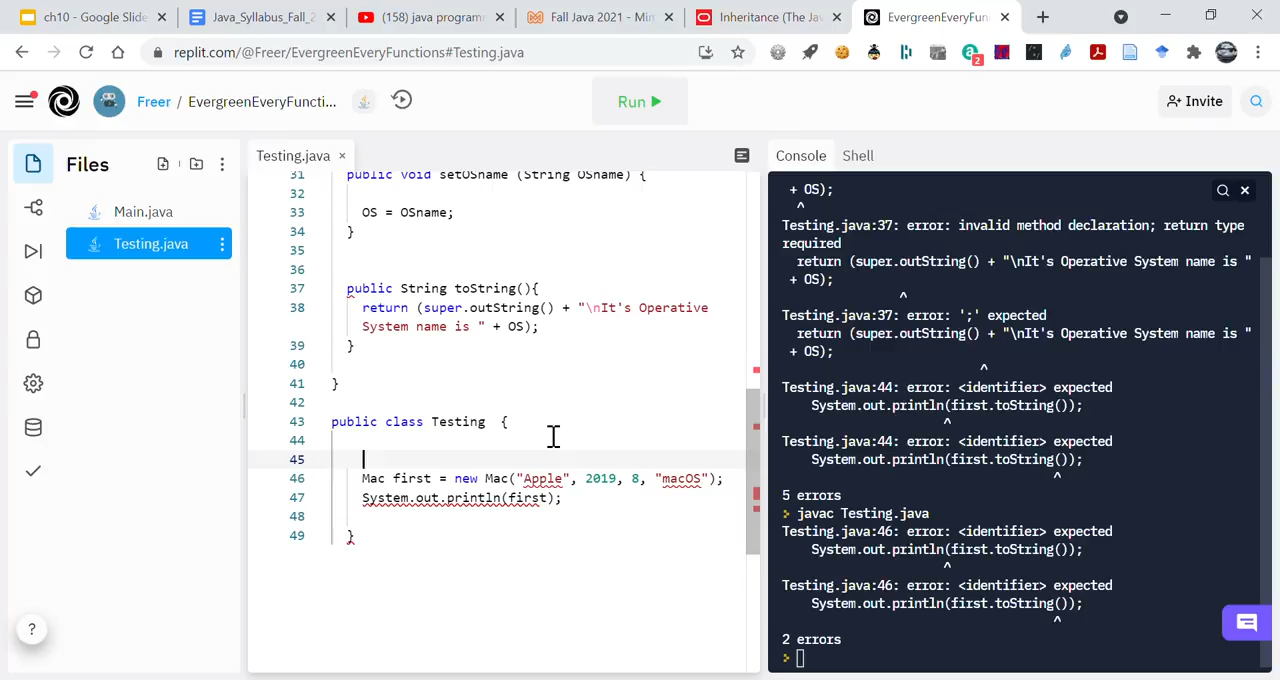 ch10 - Google Slide
Java_Syllabus_Fall_2
(158) java programm
Fall Java 2021 - Mim
Inheritance (The Jav
EvergreenEveryFunc
replit.com/@Freer/EvergreenEveryFunctions#Testing.java
2
Freer / EvergreenEveryFuncti...
Run
Invite
Files
Main.java
Testing.java
Testing.java
31 public void setOSname (String OSname) {
32
33 OS = OSname;
34 }
35
36
37 public String toString(){
38 return (super.outString() + "\nIt's Operative
System name is " + OS);
39 }
40
41 }
42
43 public class Testing {
44
45
46 Mac first = new Mac("Apple", 2019, 8, "macOS");
47 System.out.println(first);
48
49 }
?
Console
Shell
+ OS);
^
Testing.java:37: error: invalid method declaration; return type
required
return (super.outString() + "\nIt's Operative System name is "
+ OS);
^
Testing.java:37: error: ';' expected
return (super.outString() + "\nIt's Operative System name is "
+ OS);
^
Testing.java:44: error: <identifier> expected
System.out.println(first.toString());
^
Testing.java:44: error: <identifier> expected
System.out.println(first.toString());
^
5 errors
javac Testing.java
Testing.java:46: error: <identifier> expected
System.out.println(first.toString());
^
Testing.java:46: error: <identifier> expected
System.out.println(first.toString());
^
2 errors